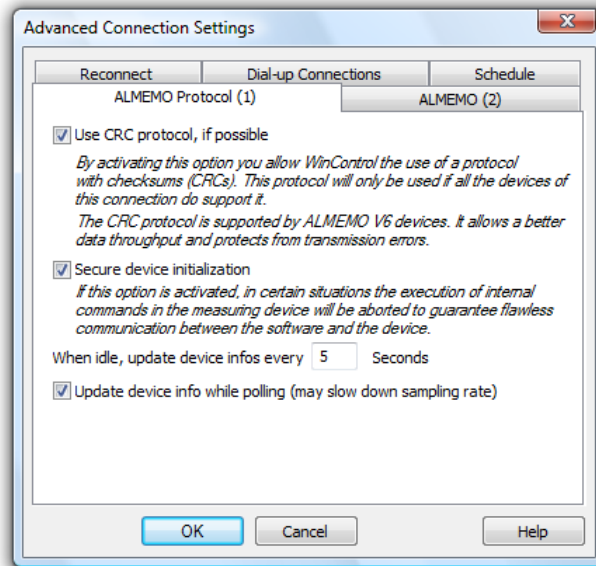 Advanced Connection Settings
X
Reconnect Dial-up Connections Schedule
ALMEMO Protocol (1) ALMEMO (2)
Use CRC protocol, if possible
By activating this option you allow WinControl the use of a protocol
with checksums (CRCs). This protocol will only be used if all the devices of
this connection do support it.
The CRC protocol is supported by ALMEMO V6 devices. It allows a better
data throughput and protects from transmission errors.
Secure device initialization
If this option is activated, in certain situations the execution of internal
commands in the measuring device will be aborted to guarantee flawless
communication between the software and the device.
When idle, update device infos every 5 Seconds
Update device info while polling (may slow down sampling rate)
OK Cancel Help